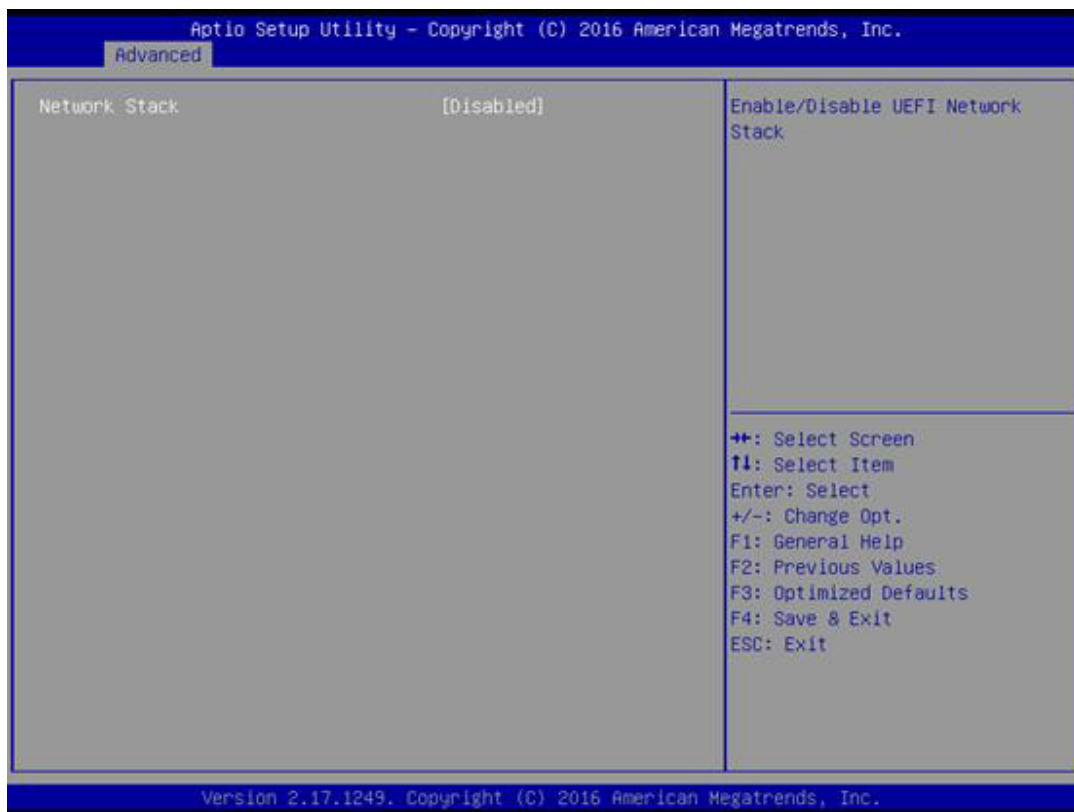 Aptio Setup Utility – Copyright (C) 2016 American Megatrends, Inc.
Advanced
Network Stack [Disabled]
Enable/Disable UEFI Network
Stack
→←: Select Screen
↑↓: Select Item
Enter: Select
+/-: Change Opt.
F1: General Help
F2: Previous Values
F3: Optimized Defaults
F4: Save & Exit
ESC: Exit
Version 2.17.1249. Copyright (C) 2016 American Megatrends, Inc.